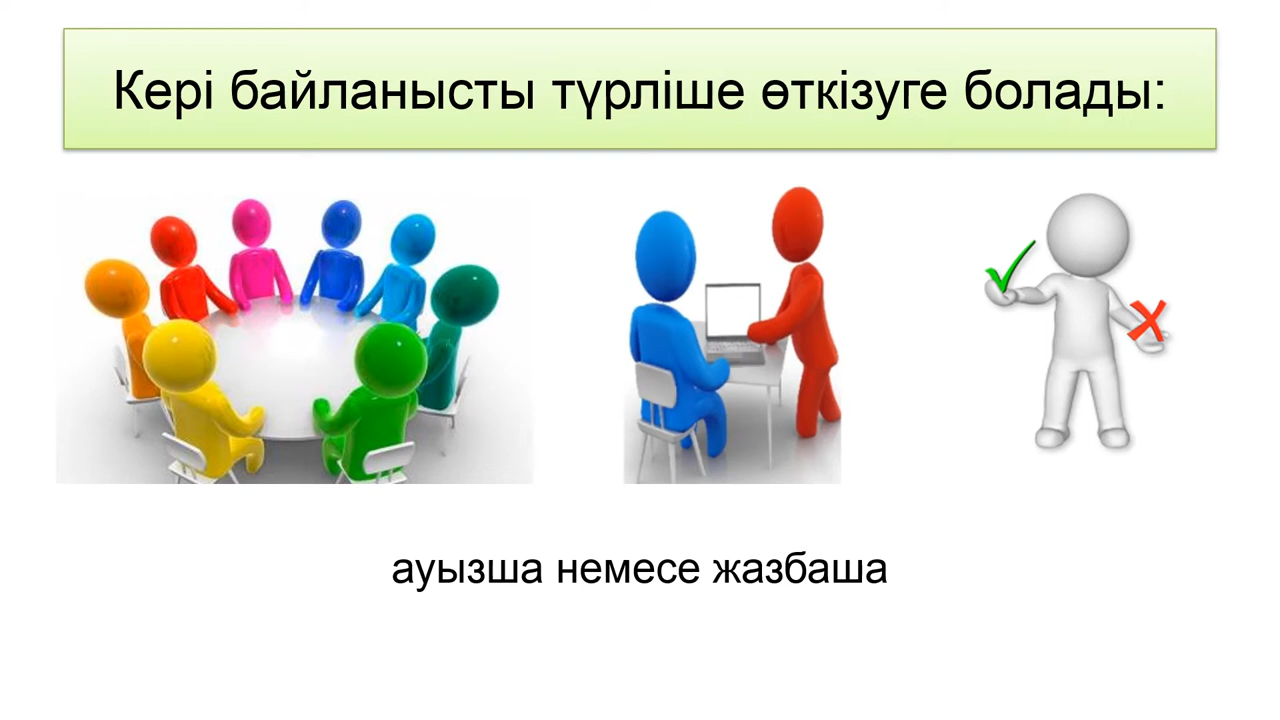 Кері байланысты түрліше өткізуге болады:
ауызша немесе жазбаша